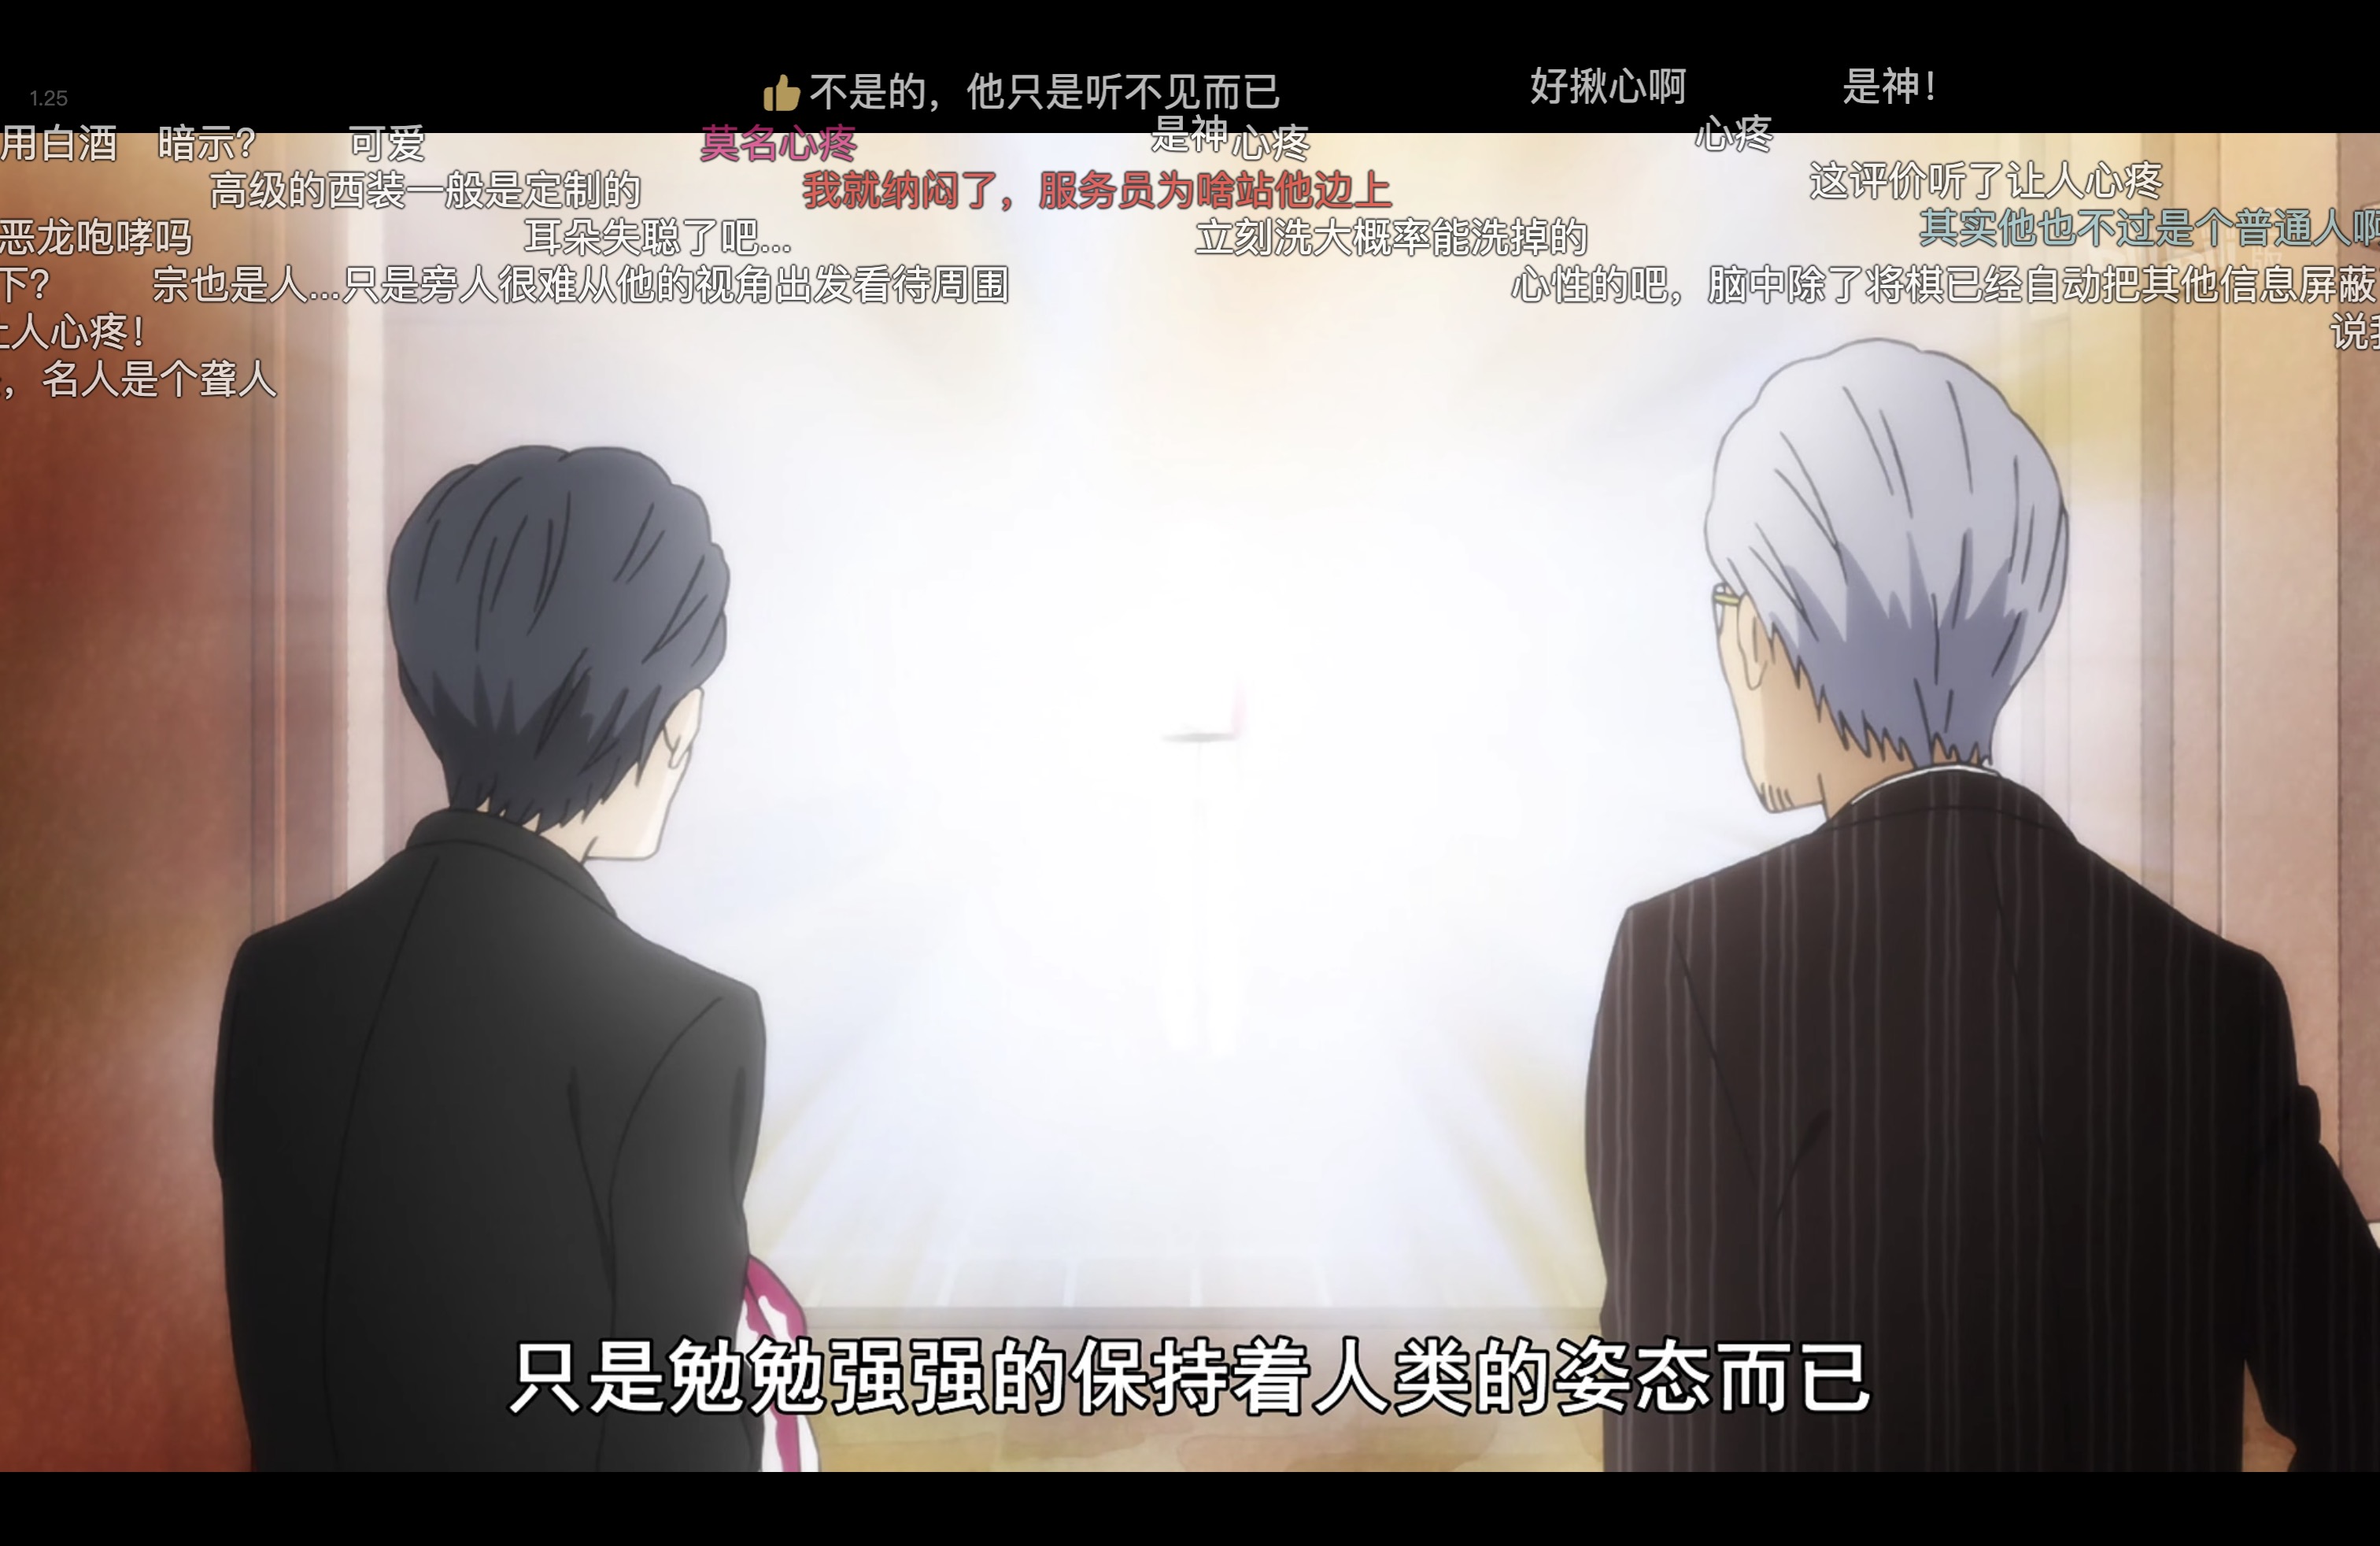 1.25
不是的，他只是听不见而已
好揪心啊
是神！
用白酒
暗示？
可爱
莫名心疼
是神
心疼
心疼
高级的西装一般是定制的
我就纳闷了，服务员为啥站他边上
这评价听了让人心疼
恶龙咆哮吗
耳朵失聪了吧...
立刻洗大概率能洗掉的
其实他也不过是个普通人啊
下？
宗也是人...只是旁人很难从他的视角出发看待周围
心性的吧，脑中除了将棋已经自动把其他信息屏蔽
让人心疼！
说我
，名人是个聋人
只是勉勉强强的保持着人类的姿态而已